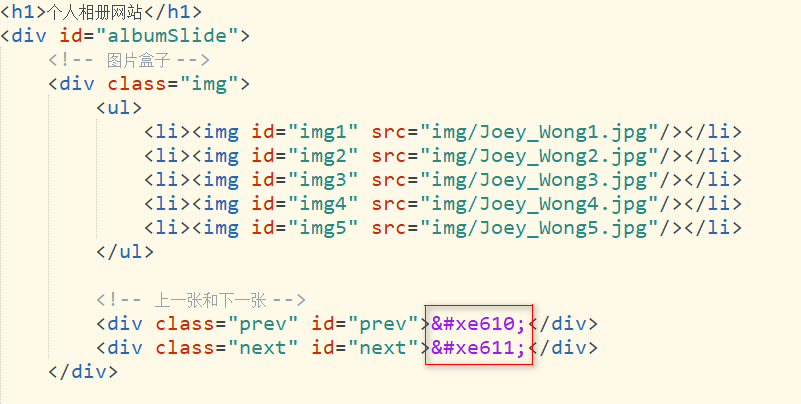 <h1>个人相册网站</h1>
<div id="albumSlide">
<!-- 图片盒子 -->
<div class="img">
<ul>
<li><img id="img1" src="img/Joey_Wong1.jpg"/></li>
<li><img id="img2" src="img/Joey_Wong2.jpg"/></li>
<li><img id="img3" src="img/Joey_Wong3.jpg"/></li>
<li><img id="img4" src="img/Joey_Wong4.jpg"/></li>
<li><img id="img5" src="img/Joey_Wong5.jpg"/></li>
</ul>
<!-- 上一张和下一张 -->
<div class="prev" id="prev">&#xe610;</div>
<div class="next" id="next">&#xe611;</div>
</div>